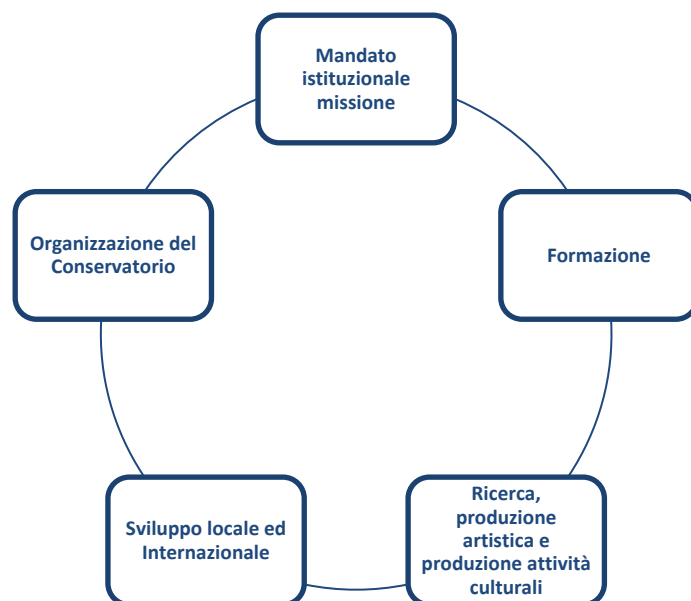 Mandato
istituzionale
missione
Formazione
Ricerca,
produzione
artistica e
produzione attività
culturali
Sviluppo locale ed
Internazionale
Organizzazione del
Conservatorio